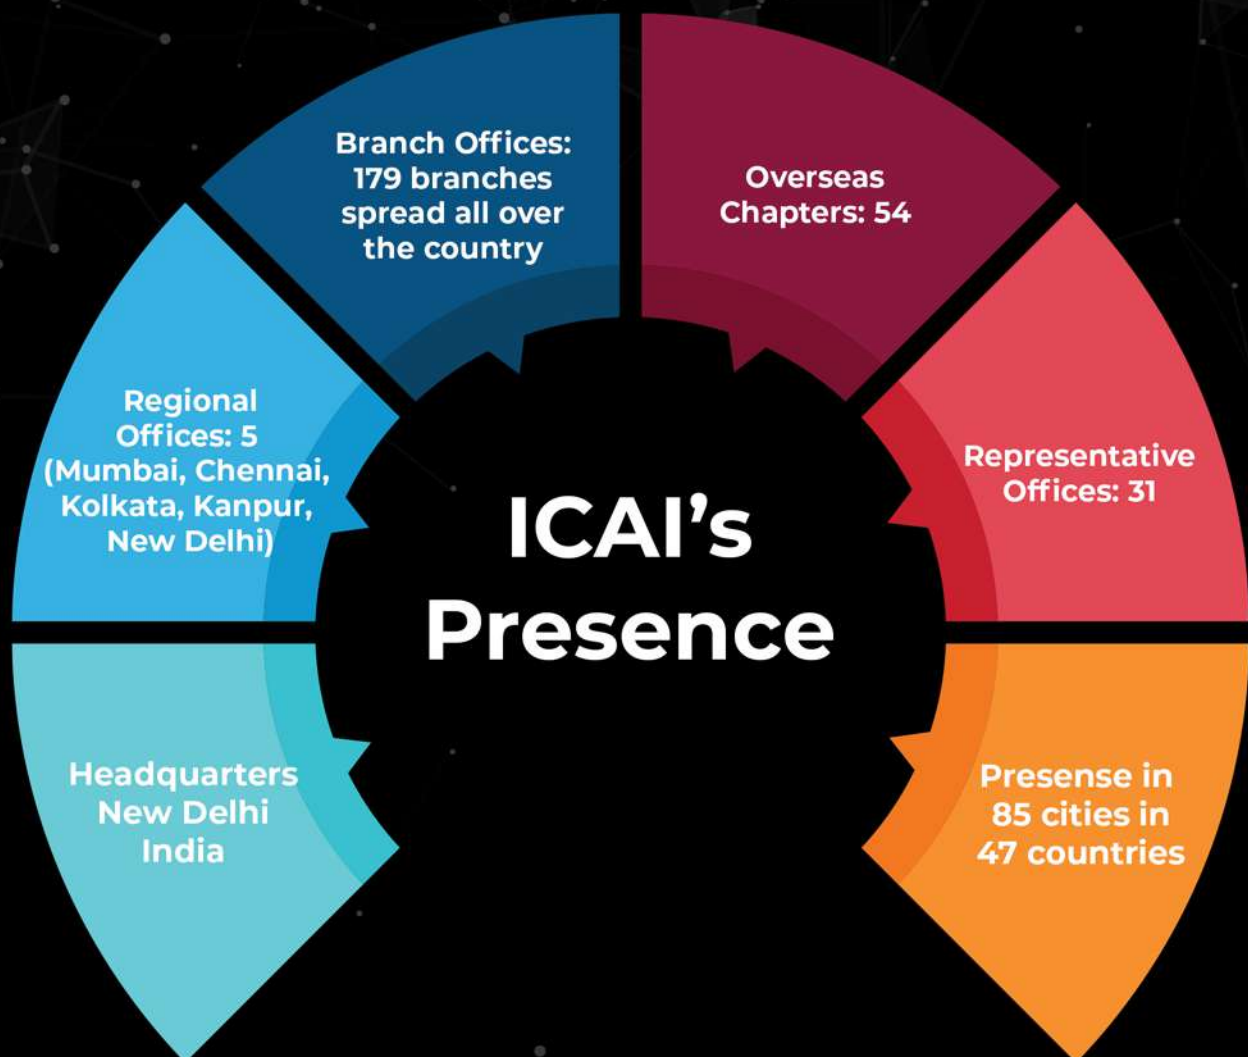 Branch Offices:
179 branches
spread all over
the country
Overseas
Chapters: 54
Regional
Offices: 5
(Mumbai, Chennai,
Kolkata, Kanpur,
New Delhi)
Representative
Offices: 31
ICAI’s
Presence
Headquarters
New Delhi
India
Presense in
85 cities in
47 countries